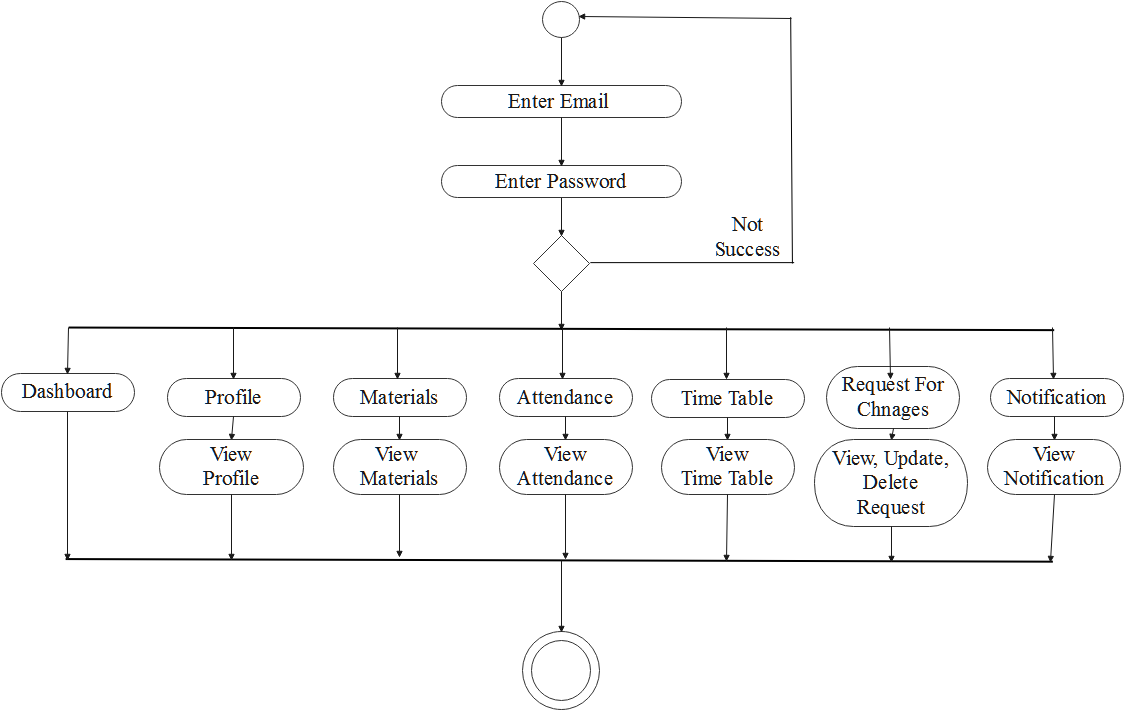 Enter Email
Enter Password
Not
Success
Dashboard
Profile
Materials
Attendance
Time Table
Request For
Chnages
Notification
View
Profile
View
Materials
View
Attendance
View
Time Table
View, Update,
Delete
Request
View
Notification